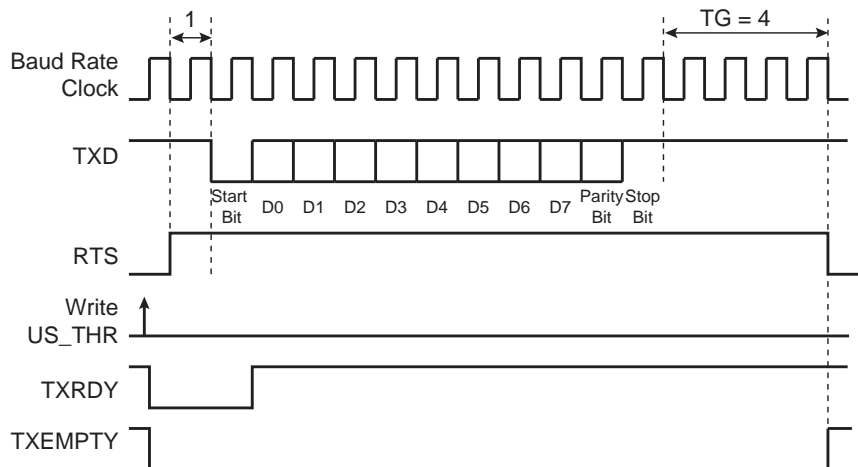 1
TG = 4
Baud Rate
Clock
TXD
Start
Bit
D0
D1
D2
D3
D4
D5
D6
D7
Parity
Bit
Stop
Bit
RTS
Write
US_THR
TXRDY
TXEMPTY